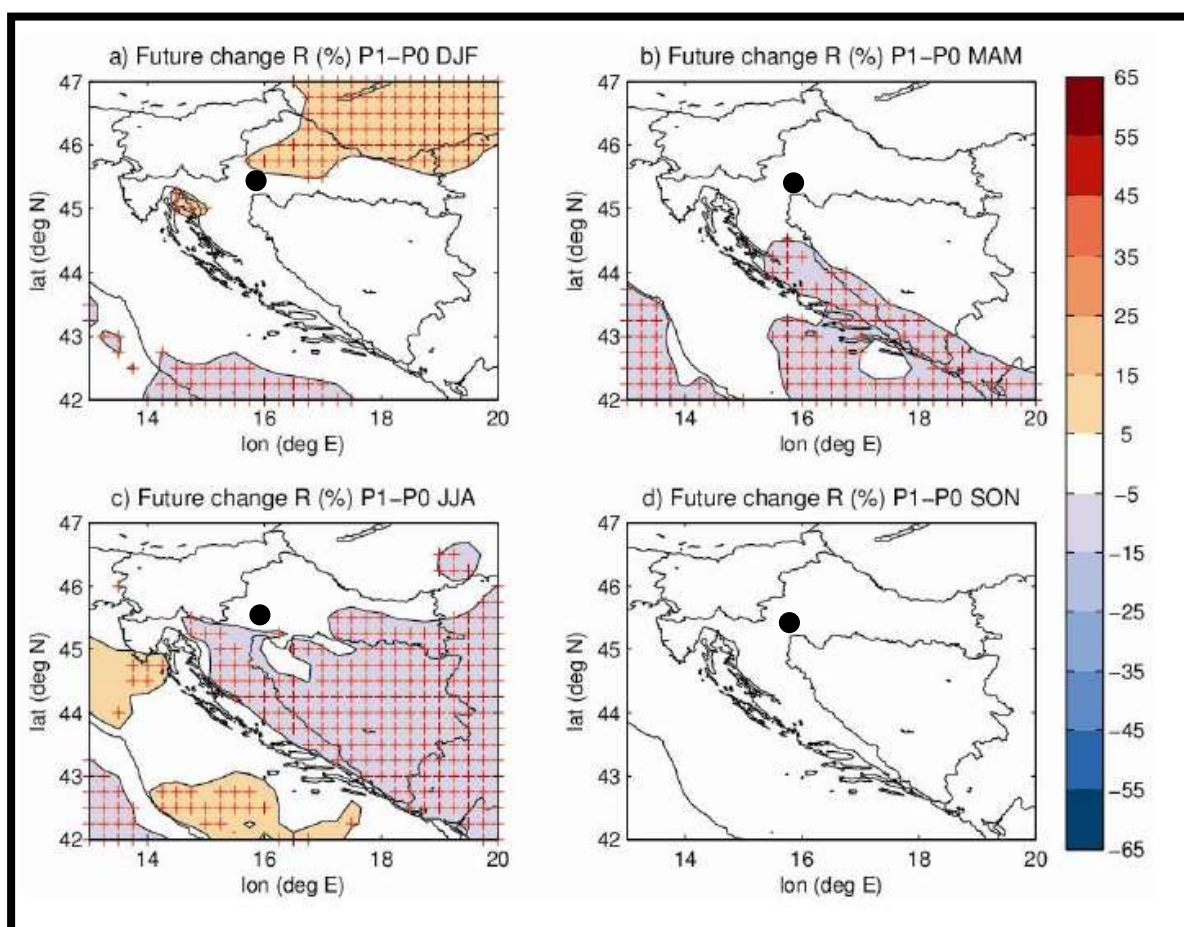 a) Future change R (%) P1-P0 DJF
47
46
45
44
43
42
lat (deg N)
14 16 18 20
lon (deg E)
b) Future change R (%) P1-P0 MAM
47
46
45
44
43
42
lat (deg N)
14 16 18 20
lon (deg E)
c) Future change R (%) P1-P0 JJA
47
46
45
44
43
42
lat (deg N)
14 16 18 20
lon (deg E)
d) Future change R (%) P1-P0 SON
47
46
45
44
43
42
lat (deg N)
14 16 18 20
lon (deg E)
65
55
45
35
25
15
5
-5
-15
-25
-35
-45
-55
-65